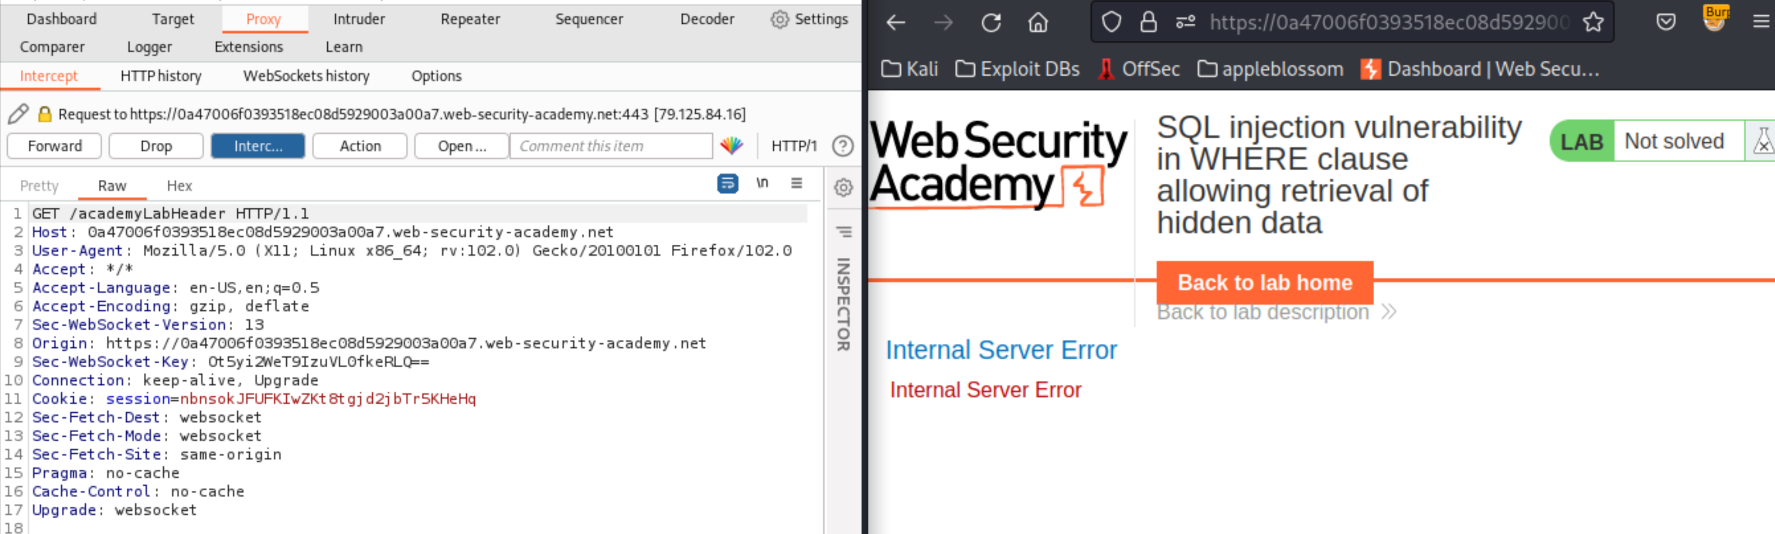 Dashboard Target Proxy Intruder Repeater Sequencer Decoder Settings
Comparer Logger Extensions Learn
Intercept HTTP history WebSockets history Options
Request to https://0a47006f0393518ec08d5929003a00a7.web-security-academy.net:443 [79.125.84.16]
Forward Drop Interc... Action Open ... Comment this item HTTP/1 ?
Pretty Raw Hex \n
1 GET /academyLabHeader HTTP/1.1
2 Host: 0a47006f0393518ec08d5929003a00a7.web-security-academy.net
3 User-Agent: Mozilla/5.0 (X11; Linux x86_64; rv:102.0) Gecko/20100101 Firefox/102.0
4 Accept: */*
5 Accept-Language: en-US,en;q=0.5
6 Accept-Encoding: gzip, deflate
7 Sec-WebSocket-Version: 13
8 Origin: https://0a47006f0393518ec08d5929003a00a7.web-security-academy.net
9 Sec-WebSocket-Key: Ot5yi2WeT9IzuVL0fkeRLQ==
10 Connection: keep-alive, Upgrade
11 Cookie: session=nbnsokJFUFKIwZKt8tgjd2jbTr5KHeHq
12 Sec-Fetch-Dest: websocket
13 Sec-Fetch-Mode: websocket
14 Sec-Fetch-Site: same-origin
15 Pragma: no-cache
16 Cache-Control: no-cache
17 Upgrade: websocket
18
INSPECTOR
https://0a47006f0393518ec08d592900 Burp
Kali Exploit DBs OffSec appleblossom Dashboard | Web Secu...
Web Security
Academy
SQL injection vulnerability
in WHERE clause
allowing retrieval of
hidden data
LAB Not solved
Back to lab home
Back to lab description
Internal Server Error
Internal Server Error